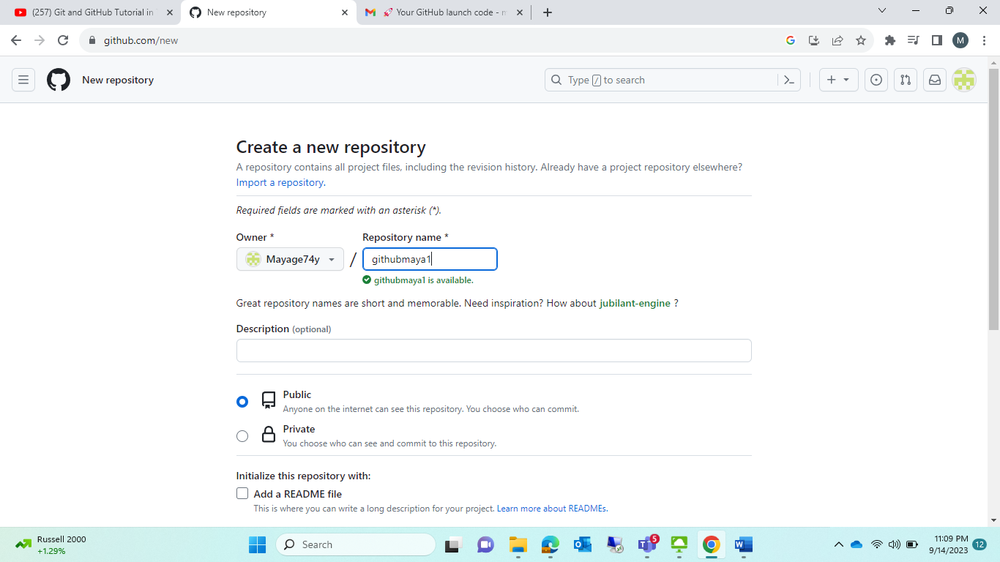 (257) Git and GitHub Tutorial in
New repository
Your GitHub launch code - m
github.com/new
M
New repository
Type / to search
Create a new repository
A repository contains all project files, including the revision history. Already have a project repository elsewhere?
Import a repository.
Required fields are marked with an asterisk (*).
Owner *
Repository name *
Mayage74y
/
githubmaya1
githubmaya1 is available.
Great repository names are short and memorable. Need inspiration? How about jubilant-engine ?
Description (optional)
Public
Anyone on the internet can see this repository. You choose who can commit.
Private
You choose who can see and commit to this repository.
Initialize this repository with:
Add a README file
This is where you can write a long description for your project. Learn more about READMEs.
Russell 2000
+1.29%
Search
5
11:09 PM
9/14/2023
12